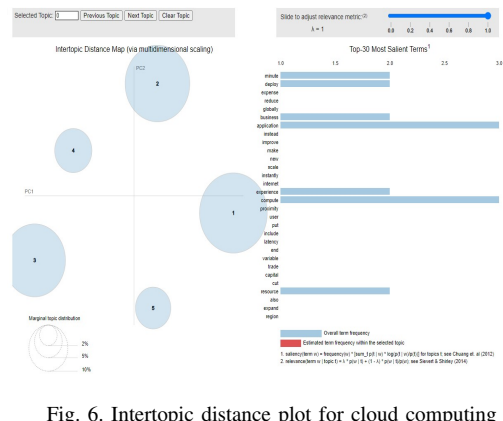 Selected Topic: 0 Previous Topic Next Topic Clear Topic
Slide to adjust relevance metric:(2)
λ = 1
0.0 0.2 0.4 0.6 0.8 1.0
Intertopic Distance Map (via multidimensional scaling)
PC2
PC1
2
4
1
3
5
Marginal topic distribution
2%
5%
10%
Top-30 Most Salient Terms1
1.0 1.5 2.0 2.5 3.0
minute
deploy
expense
reduce
globally
business
application
instead
improve
make
new
scale
instantly
internet
experience
compute
proximity
user
put
include
latency
end
variable
trade
capital
cut
resource
also
expand
region
Overall term frequency
Estimated term frequency within the selected topic
1. saliency(term w) = frequency(w) * [sum_t p(t | w) * log(p(t | w)/p(t))] for topics t; see Chuang et. al (2012)
2. relevance(term w | topic t) = λ * p(w | t) + (1 - λ) * p(w | t)/p(w); see Sievert & Shirley (2014)
Fig. 6. Intertopic distance plot for cloud computing